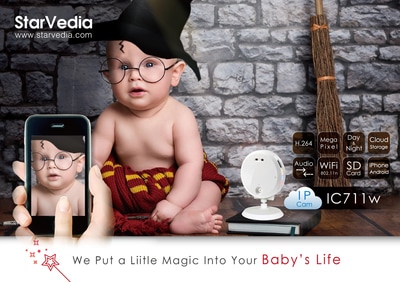 StarVedia
www.starvedia.com
H.264
Mega Pixel
Day & Night
Cloud Storage
Audio
WiFi
802.11n
SD Card
iPhone Android
IP Cam
IC711w
We Put a Liitle Magic Into Your Baby's Life